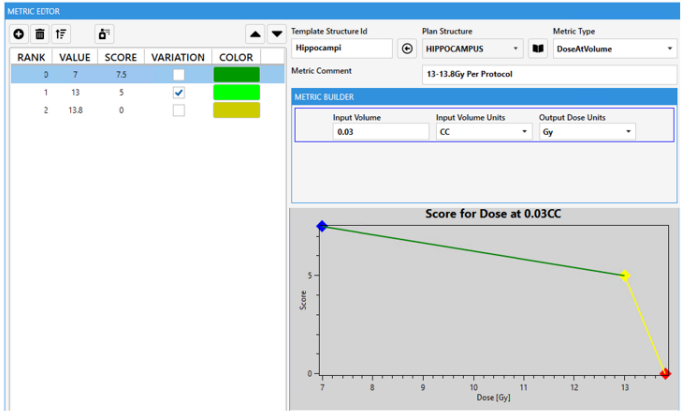 METRIC EDITOR
RANK VALUE SCORE VARIATION COLOR
0 7 7.5
1 13 5
2 13.8 0
Template Structure Id Plan Structure Metric Type
Hippocampi HIPPOCAMPUS DoseAtVolume
Metric Comment 13-13.8Gy Per Protocol
METRIC BUILDER
Input Volume Input Volume Units Output Dose Units
0.03 CC Gy
Score for Dose at 0.03CC
Score
5
0
7 8 9 10 11 12 13
Dose [Gy]